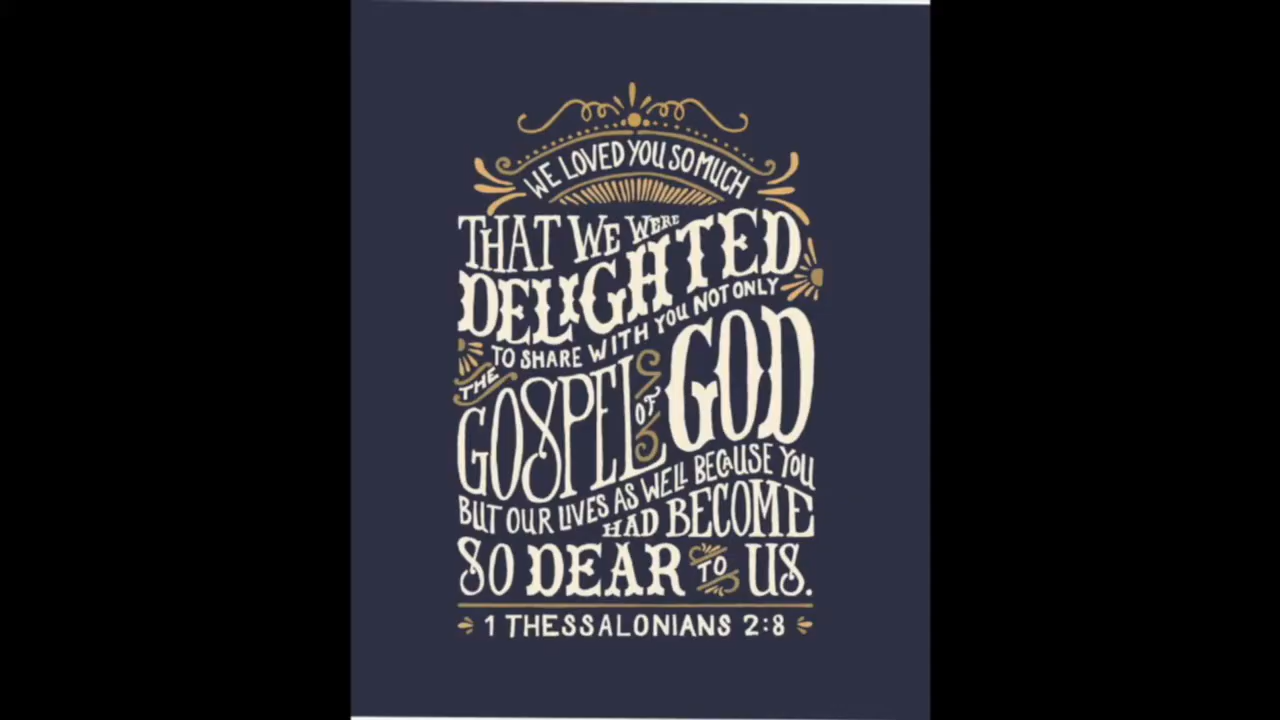 WE LOVED YOU SO MUCH
THAT WE WERE
DELIGHTED
TO SHARE WITH YOU NOT ONLY
THE
GOSPEL OF GOD
BUT OUR LIVES AS WELL BECAUSE YOU
HAD BECOME
SO DEAR TO US.
1 THESSALONIANS 2:8